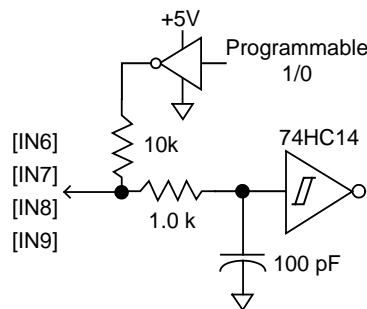 +5V
Programmable
1/0
[IN6]
[IN7]
[IN8]
[IN9]
10k
74HC14
1.0 k
100 pF